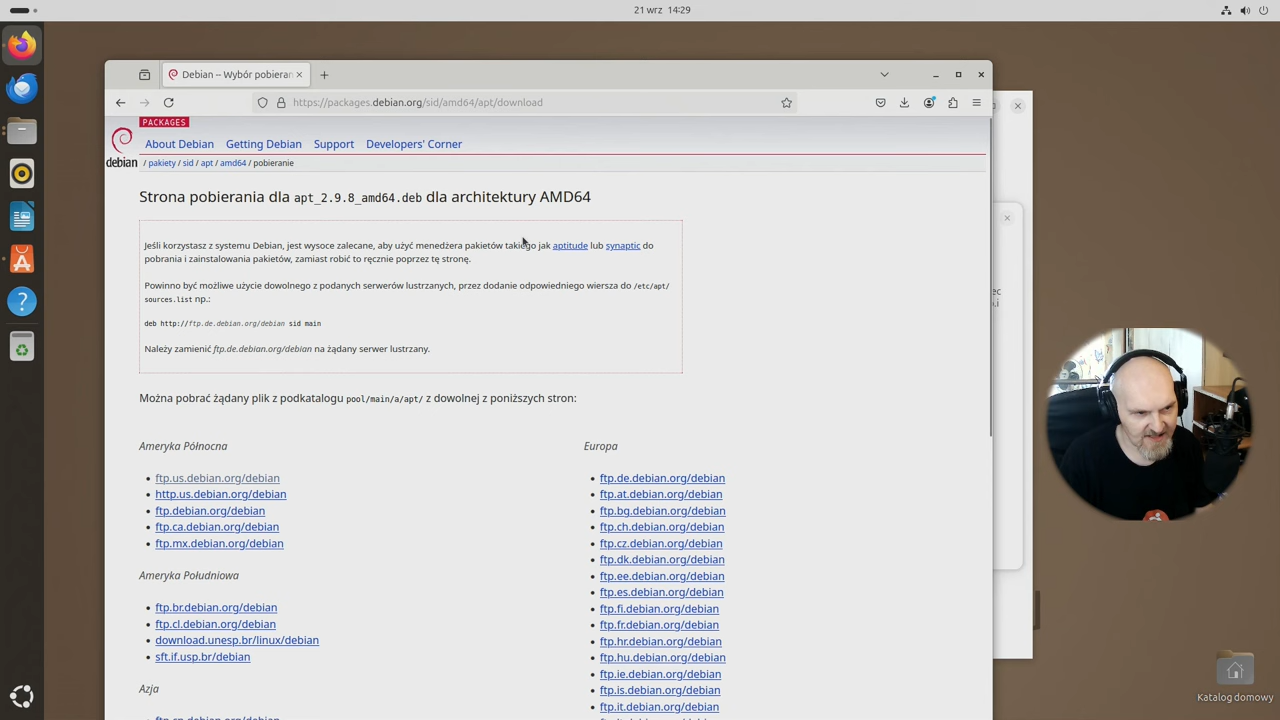 21 wrz 14:29
Debian -- Wybór pobieran
https://packages.debian.org/sid/amd64/apt/download
PACKAGES
About Debian Getting Debian Support Developers' Corner
debian
/ pakiety / sid / apt / amd64 / pobieranie
Strona pobierania dla apt_2.9.8_amd64.deb dla architektury AMD64
Jeśli korzystasz z systemu Debian, jest wysoce zalecane, aby użyć menedżera pakietów takiego jak aptitude lub synaptic do
pobrania i zainstalowania pakietów, zamiast robić to ręcznie poprzez tę stronę.
Powinno być możliwe użycie dowolnego z podanych serwerów lustrzanych, przez dodanie odpowiedniego wiersza do /etc/apt/
sources.list np.:
deb http://ftp.de.debian.org/debian sid main
Należy zamienić ftp.de.debian.org/debian na żądany serwer lustrzany.
Można pobrać żądany plik z podkatalogu pool/main/a/apt/ z dowolnej z poniższych stron:
Ameryka Północna
ftp.us.debian.org/debian
http.us.debian.org/debian
ftp.debian.org/debian
ftp.ca.debian.org/debian
ftp.mx.debian.org/debian
Ameryka Południowa
ftp.br.debian.org/debian
ftp.cl.debian.org/debian
download.unesp.br/linux/debian
sft.if.usp.br/debian
Azja
Europa
ftp.de.debian.org/debian
ftp.at.debian.org/debian
ftp.bg.debian.org/debian
ftp.ch.debian.org/debian
ftp.cz.debian.org/debian
ftp.dk.debian.org/debian
ftp.ee.debian.org/debian
ftp.es.debian.org/debian
ftp.fi.debian.org/debian
ftp.fr.debian.org/debian
ftp.hr.debian.org/debian
ftp.hu.debian.org/debian
ftp.ie.debian.org/debian
ftp.is.debian.org/debian
ftp.it.debian.org/debian
Katalog domowy